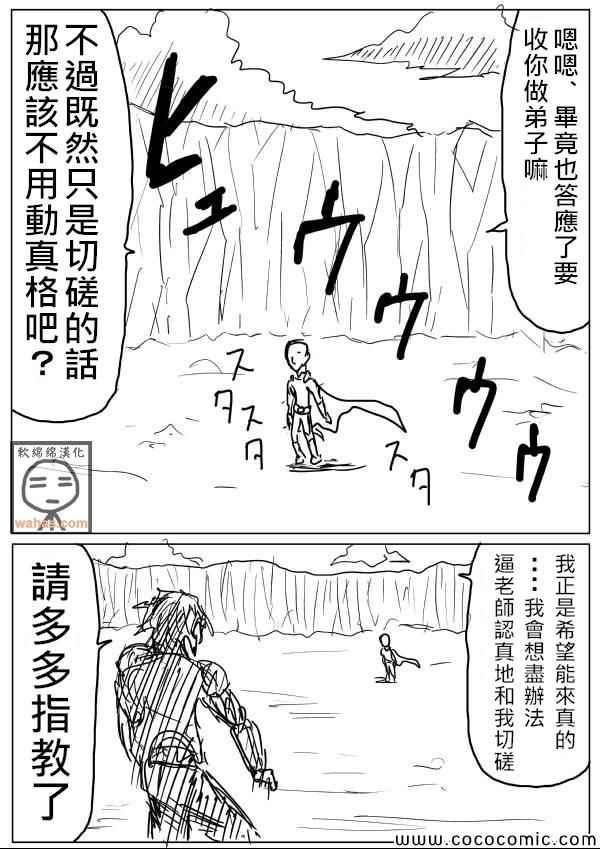 嗯嗯、畢竟也答應了要
收你做弟子嘛
ヒュウウウウ
不過既然只是切磋的話
那應該不用動真格吧？
スタスタ
スタ
軟綿綿漢化
wahas.com
我正是希望能來真的
····我會想盡辦法
逼老師認真地和我切磋
請多多指教了
www.cococomic.com